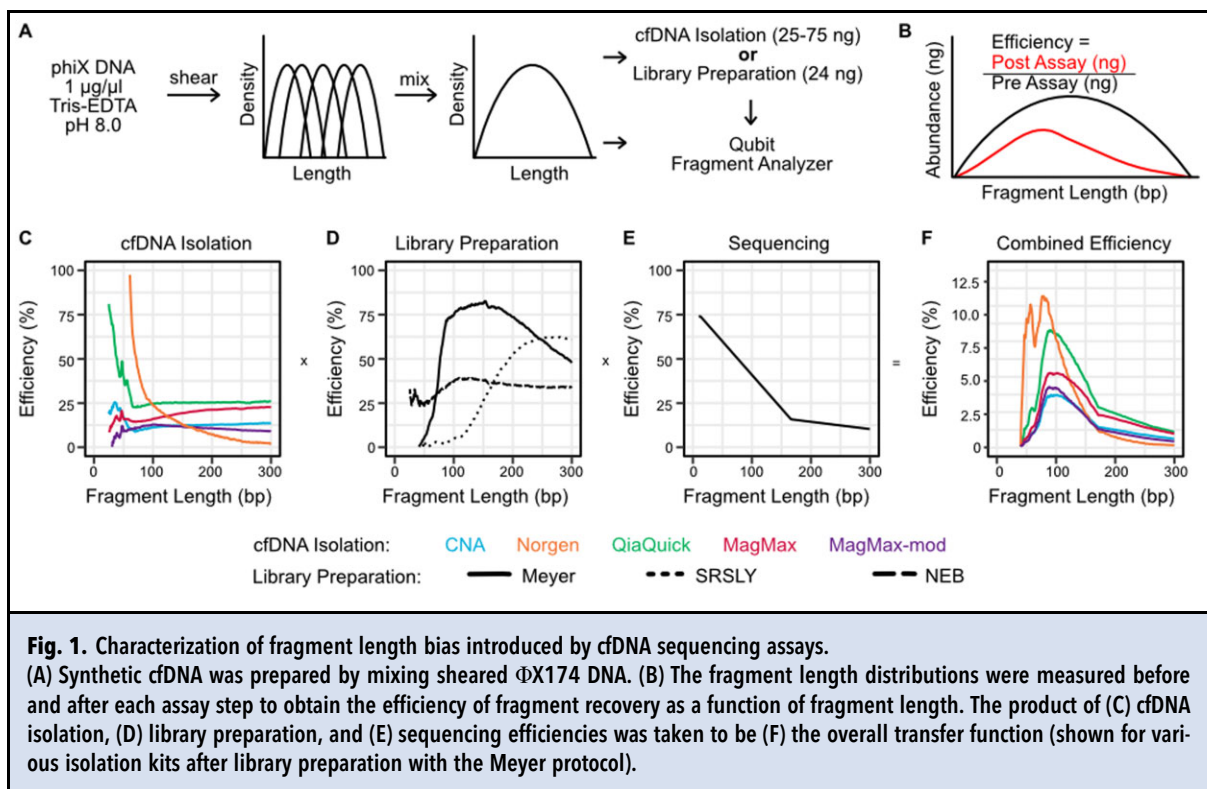 A
phiX DNA
1 µg/µl
Tris-EDTA
pH 8.0
shear
Density
Length
mix
Density
Length
cfDNA Isolation (25-75 ng)
or
Library Preparation (24 ng)
Qubit
Fragment Analyzer
B
Efficiency =
Post Assay (ng)
Pre Assay (ng)
Abundance (ng)
Fragment Length (bp)
C
cfDNA Isolation
Efficiency (%)
100
75
50
25
0
0 100 200 300
Fragment Length (bp)
x
D
Library Preparation
Efficiency (%)
100
75
50
25
0
0 100 200 300
Fragment Length (bp)
x
E
Sequencing
Efficiency (%)
100
75
50
25
0
0 100 200 300
Fragment Length (bp)
=
F
Combined Efficiency
Efficiency (%)
12.5
10.0
7.5
5.0
2.5
0
0 100 200 300
Fragment Length (bp)
cfDNA Isolation: CNA Norgen QiaQuick MagMax MagMax-mod
Library Preparation: Meyer SRSLY NEB
Fig. 1. Characterization of fragment length bias introduced by cfDNA sequencing assays.
(A) Synthetic cfDNA was prepared by mixing sheared ΦX174 DNA. (B) The fragment length distributions were measured before
and after each assay step to obtain the efficiency of fragment recovery as a function of fragment length. The product of (C) cfDNA
isolation, (D) library preparation, and (E) sequencing efficiencies was taken to be (F) the overall transfer function (shown for vari-
ous isolation kits after library preparation with the Meyer protocol).